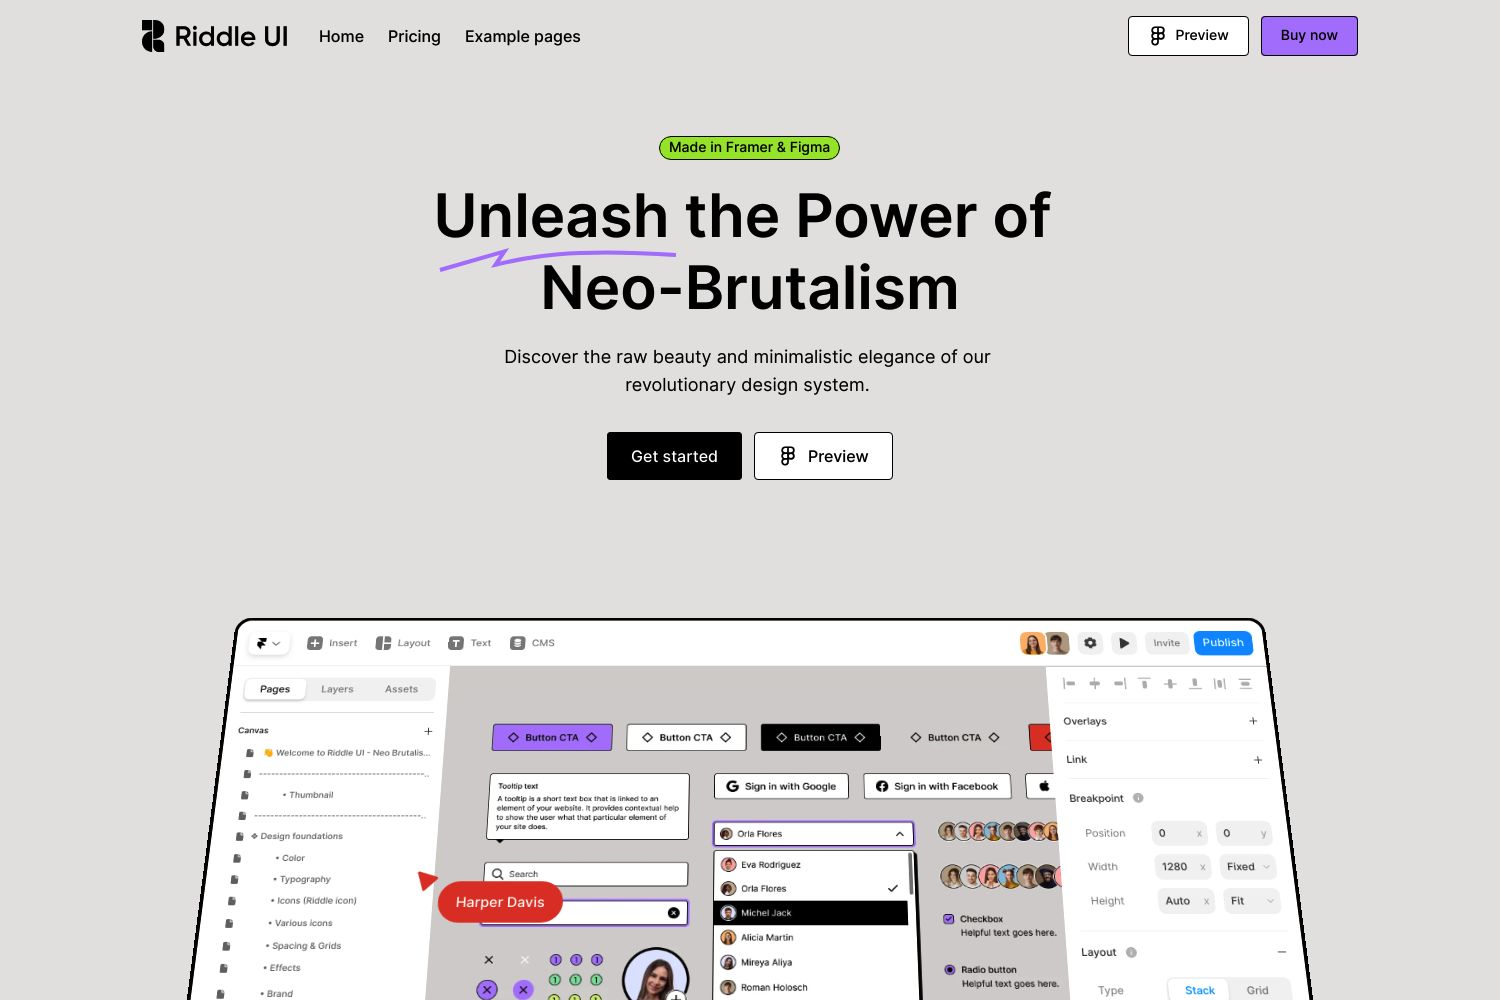 Riddle UI
Home
Pricing
Example pages
Preview
Buy now
Made in Framer & Figma
Unleash the Power of
Neo-Brutalism
Discover the raw beauty and minimalistic elegance of our
revolutionary design system.
Get started
Preview
Insert
Layout
Text
CMS
Invite
Publish
Pages
Layers
Assets
Canvas
👋 Welcome to Riddle UI - Neo Brutalis...
• Thumbnail
❖ Design foundations
• Color
• Typography
• Icons (Riddle icon)
• Various icons
• Spacing & Grids
• Effects
• Brand
Button CTA
Button CTA
Button CTA
Button CTA
Tooltip text
A tooltip is a short text box that is linked to an
element of your website. It provides contextual help
to show the user what that particular element of
your site does.
Sign in with Google
Sign in with Facebook
Search
Harper Davis
1 1 1
1 1 1
Orla Flores
Eva Rodriguez
Orla Flores
Michel Jack
Alicia Martin
Mireya Aliya
Roman Holosch
Checkbox
Helpful text goes here.
Radio button
Helpful text goes here.
Overlays
Link
Breakpoint
Position
0 x
0 y
Width
1280 x
Fixed
Height
Auto x
Fit
Layout
Type
Stack
Grid